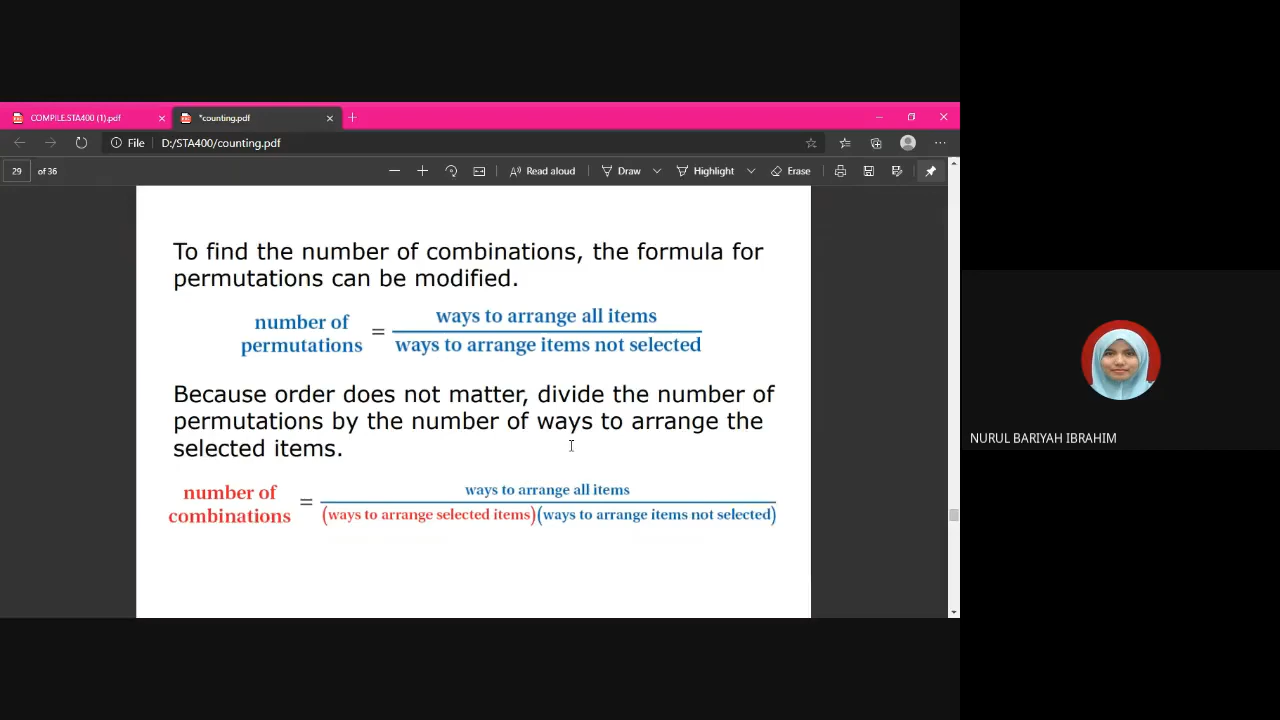 COMPILE.STA400 (1).pdf
*counting.pdf
File D:/STA400/counting.pdf
29 of 36
Read aloud Draw Highlight Erase
To find the number of combinations, the formula for
permutations can be modified.
number of
permutations
=
ways to arrange all items
ways to arrange items not selected
Because order does not matter, divide the number of
permutations by the number of ways to arrange the
selected items.
number of
combinations
=
ways to arrange all items
(ways to arrange selected items)(ways to arrange items not selected)
NURUL BARIYAH IBRAHIM